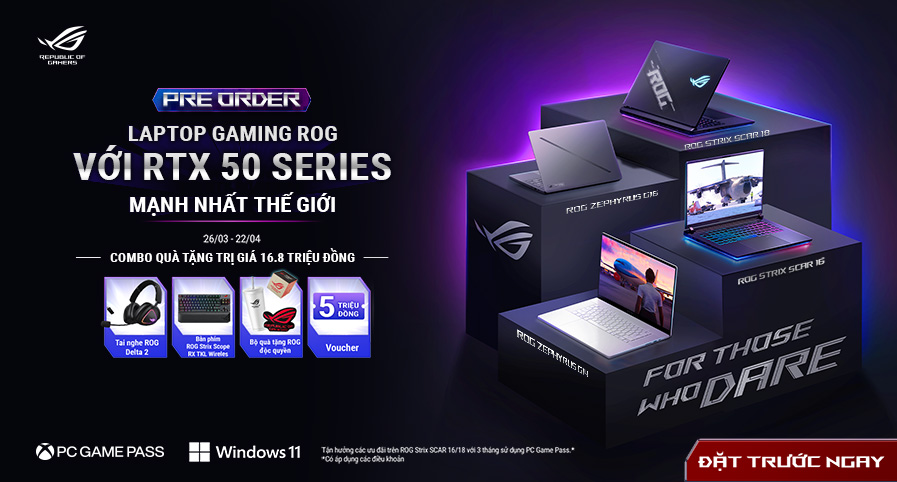 REPUBLIC OF
GAMERS
PRE ORDER
LAPTOP GAMING ROG
VỚI RTX 50 SERIES
MẠNH NHẤT THẾ GIỚI
26/03 - 22/04
COMBO QUÀ TẶNG TRỊ GIÁ 16.8 TRIỆU ĐỒNG
Tai nghe ROG
Delta 2
Bàn phím
ROG Strix Scope
RX TKL Wireles
Bộ quà tặng ROG
độc quyền
5 TRIỆU
ĐỒNG
Voucher
ROG
ROG STRIX SCAR 18
ROG ZEPHYRUS G16
ROG STRIX SCAR 16
ROG ZEPHYRUS G14
FOR THOSE
WHO DARE
PC GAME PASS
Windows 11
Tận hưởng các ưu đãi trên ROG Strix SCAR 16/18 với 3 tháng sử dụng PC Game Pass.*
*Có áp dụng các điều khoản
ĐẶT TRƯỚC NGAY